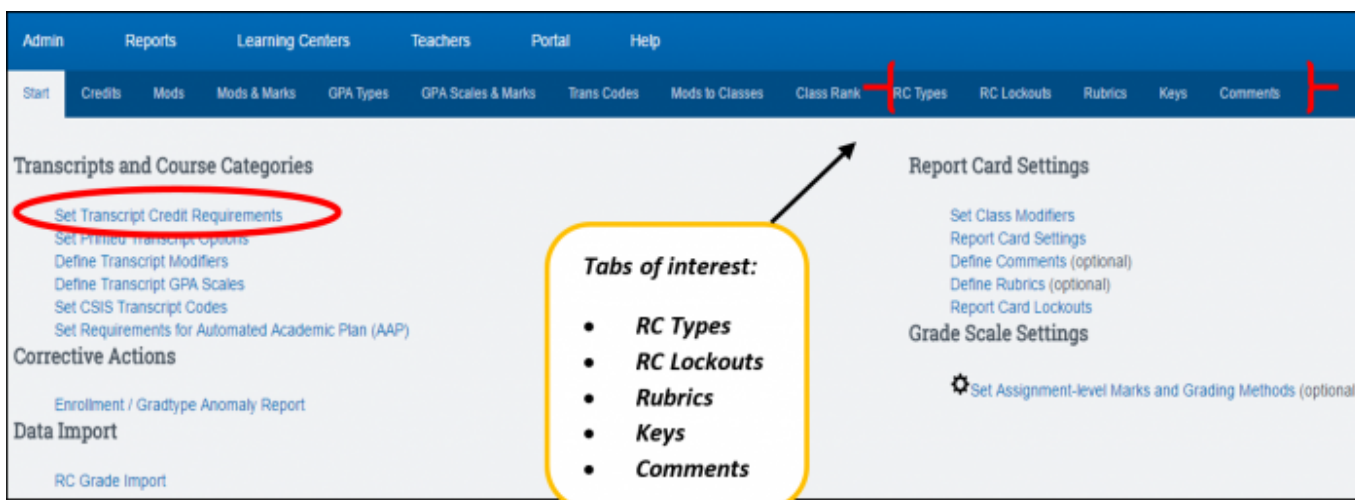 Admin Reports Learning Centers Teachers Portal Help
Start Credits Mods Mods & Marks GPA Types GPA Scales & Marks Trans Codes Mods to Classes Class Rank RC Types RC Lockouts Rubrics Keys Comments
Transcripts and Course Categories
Set Transcript Credit Requirements
Set Printed Transcript Options
Define Transcript Modifiers
Define Transcript GPA Scales
Set CSIS Transcript Codes
Set Requirements for Automated Academic Plan (AAP)
Corrective Actions
Enrollment / Gradtype Anomaly Report
Data Import
RC Grade Import
Tabs of interest:
• RC Types
• RC Lockouts
• Rubrics
• Keys
• Comments
Report Card Settings
Set Class Modifiers
Report Card Settings
Define Comments (optional)
Define Rubrics (optional)
Report Card Lockouts
Grade Scale Settings
Set Assignment-level Marks and Grading Methods (optional